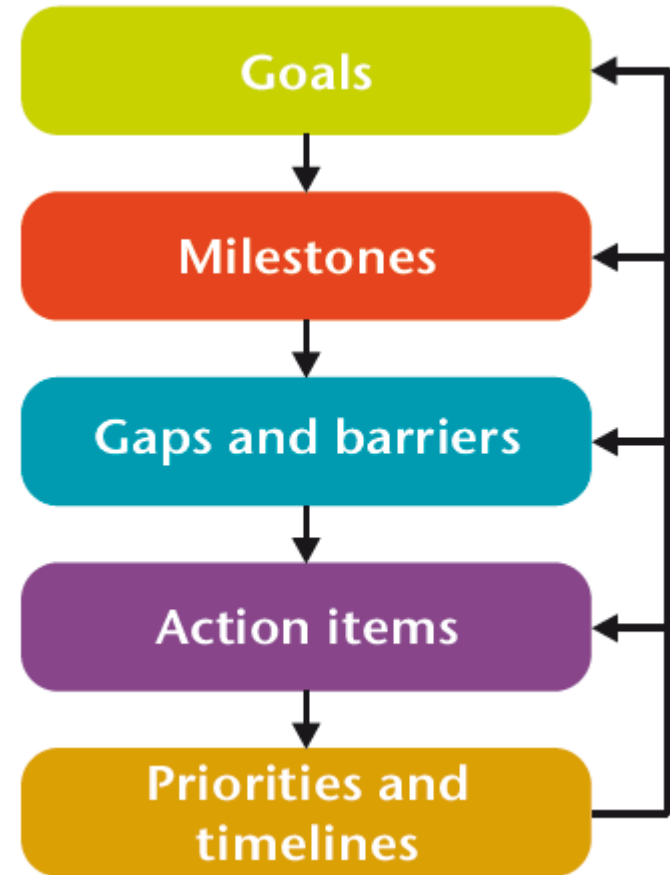 Goals
Milestones
Gaps and barriers
Action items
Priorities and
timelines